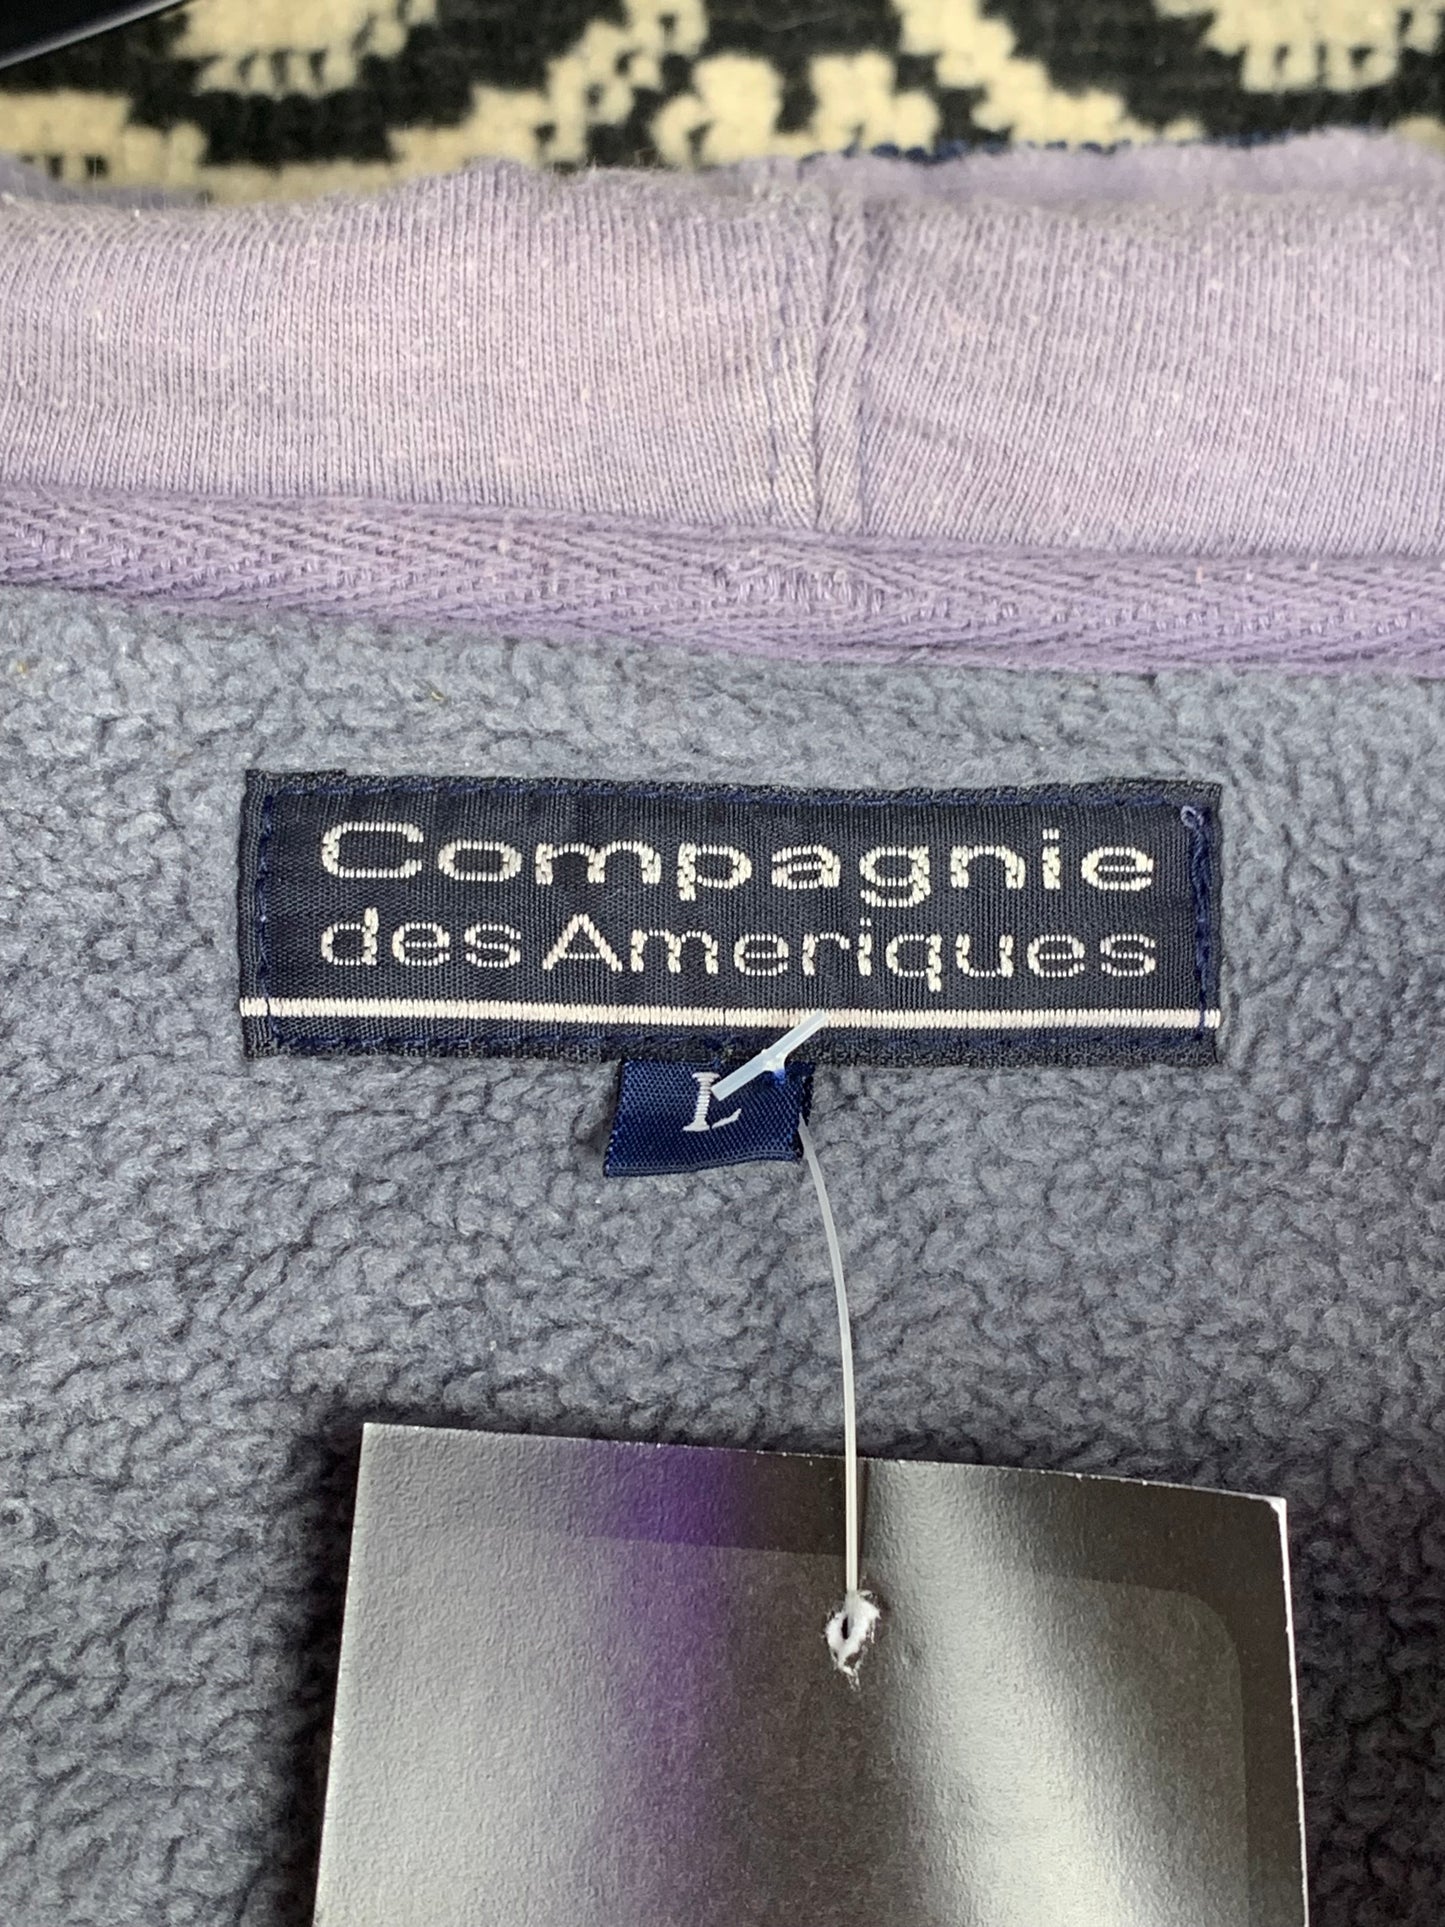 Compagnie
des Ameriques
L